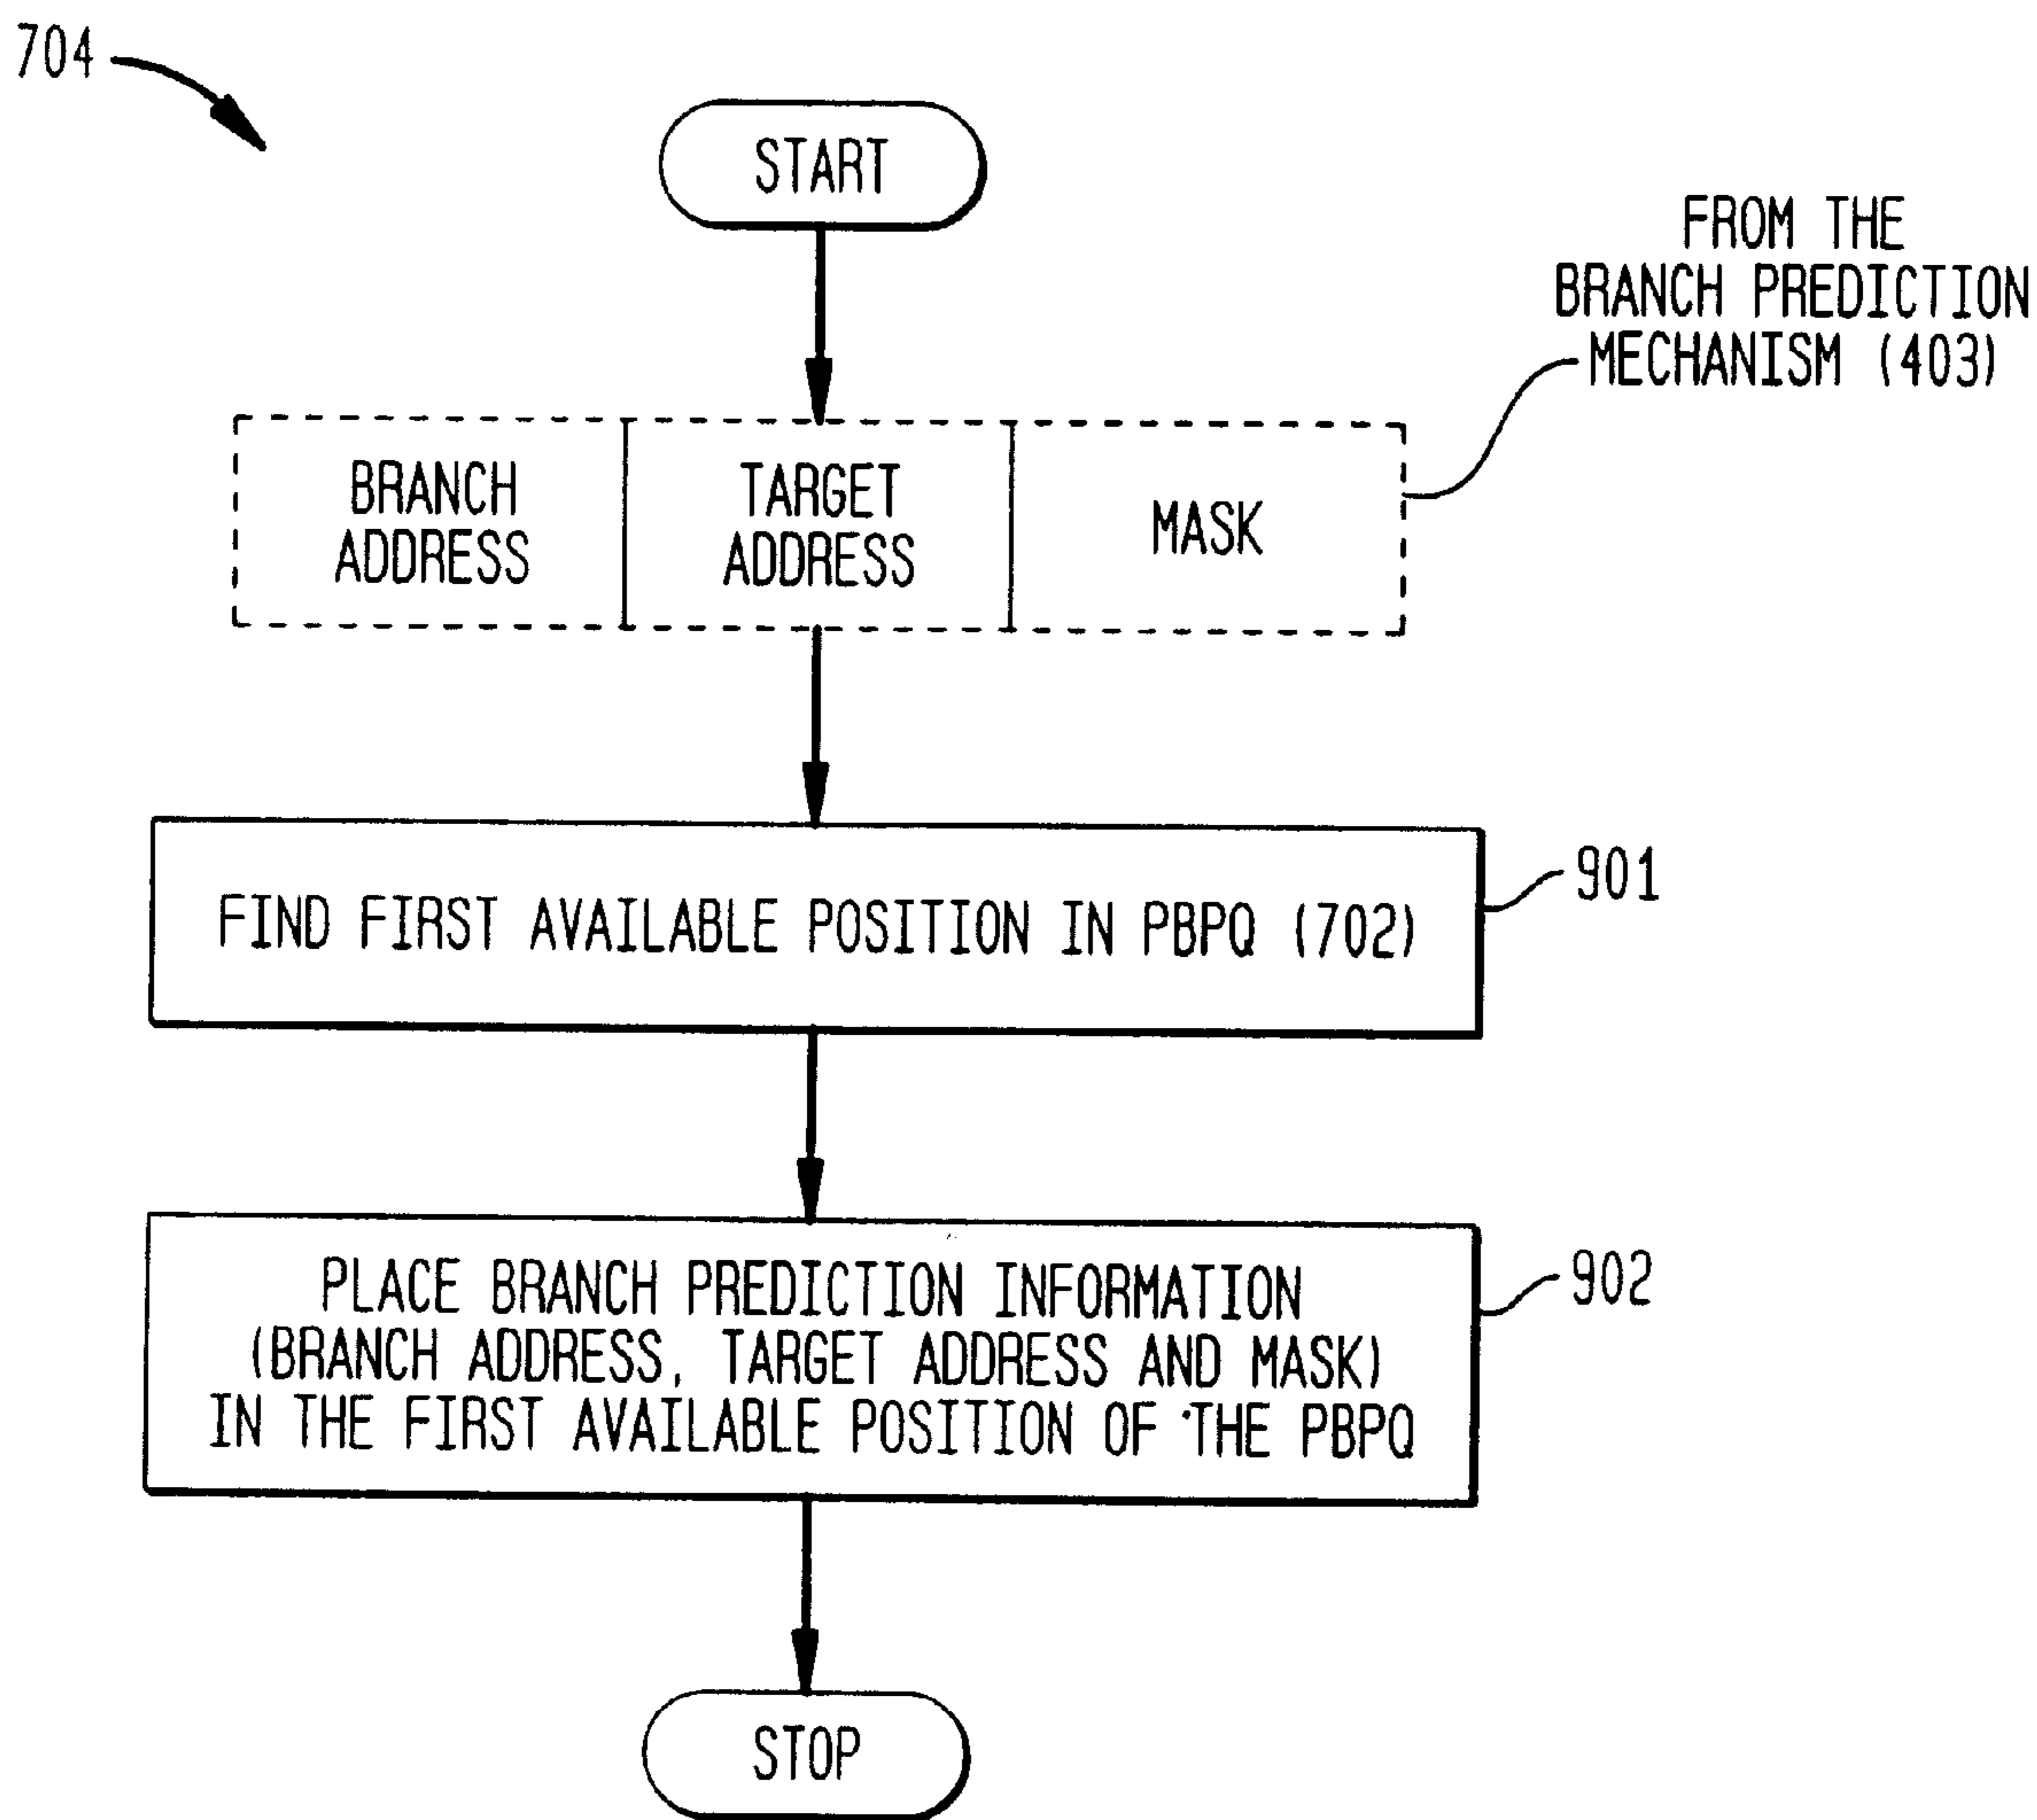 704
START
FROM THE
BRANCH PREDICTION
MECHANISM (403)
BRANCH
ADDRESS
TARGET
ADDRESS
MASK
FIND FIRST AVAILABLE POSITION IN PBPQ (702)
901
PLACE BRANCH PREDICTION INFORMATION
(BRANCH ADDRESS, TARGET ADDRESS AND MASK)
IN THE FIRST AVAILABLE POSITION OF THE PBPQ
902
STOP